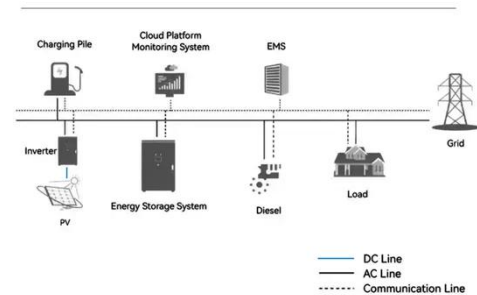 Cloud Platform
Monitoring System
Charging Pile
EMS
Grid
Inverter
Energy Storage System
Diesel
Load
PV
DC Line
AC Line
Communication Line